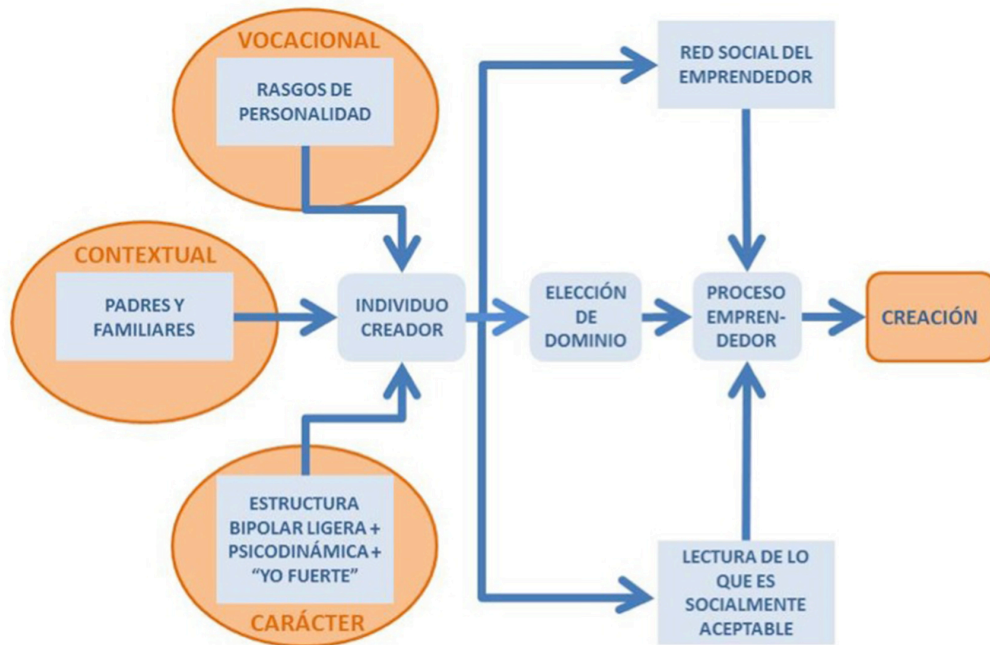 VOCACIONAL
RASGOS DE
PERSONALIDAD
CONTEXTUAL
PADRES Y
FAMILIARES
ESTRUCTURA
BIPOLAR LIGERA +
PSICODINÁMICA +
“YO FUERTE”
CARÁCTER
INDIVIDUO
CREADOR
RED SOCIAL DEL
EMPRENDEDOR
ELECCIÓN
DE
DOMINIO
PROCESO
EMPREN-
DEDOR
CREACIÓN
LECTURA DE LO
QUE ES
SOCIALMENTE
ACEPTABLE